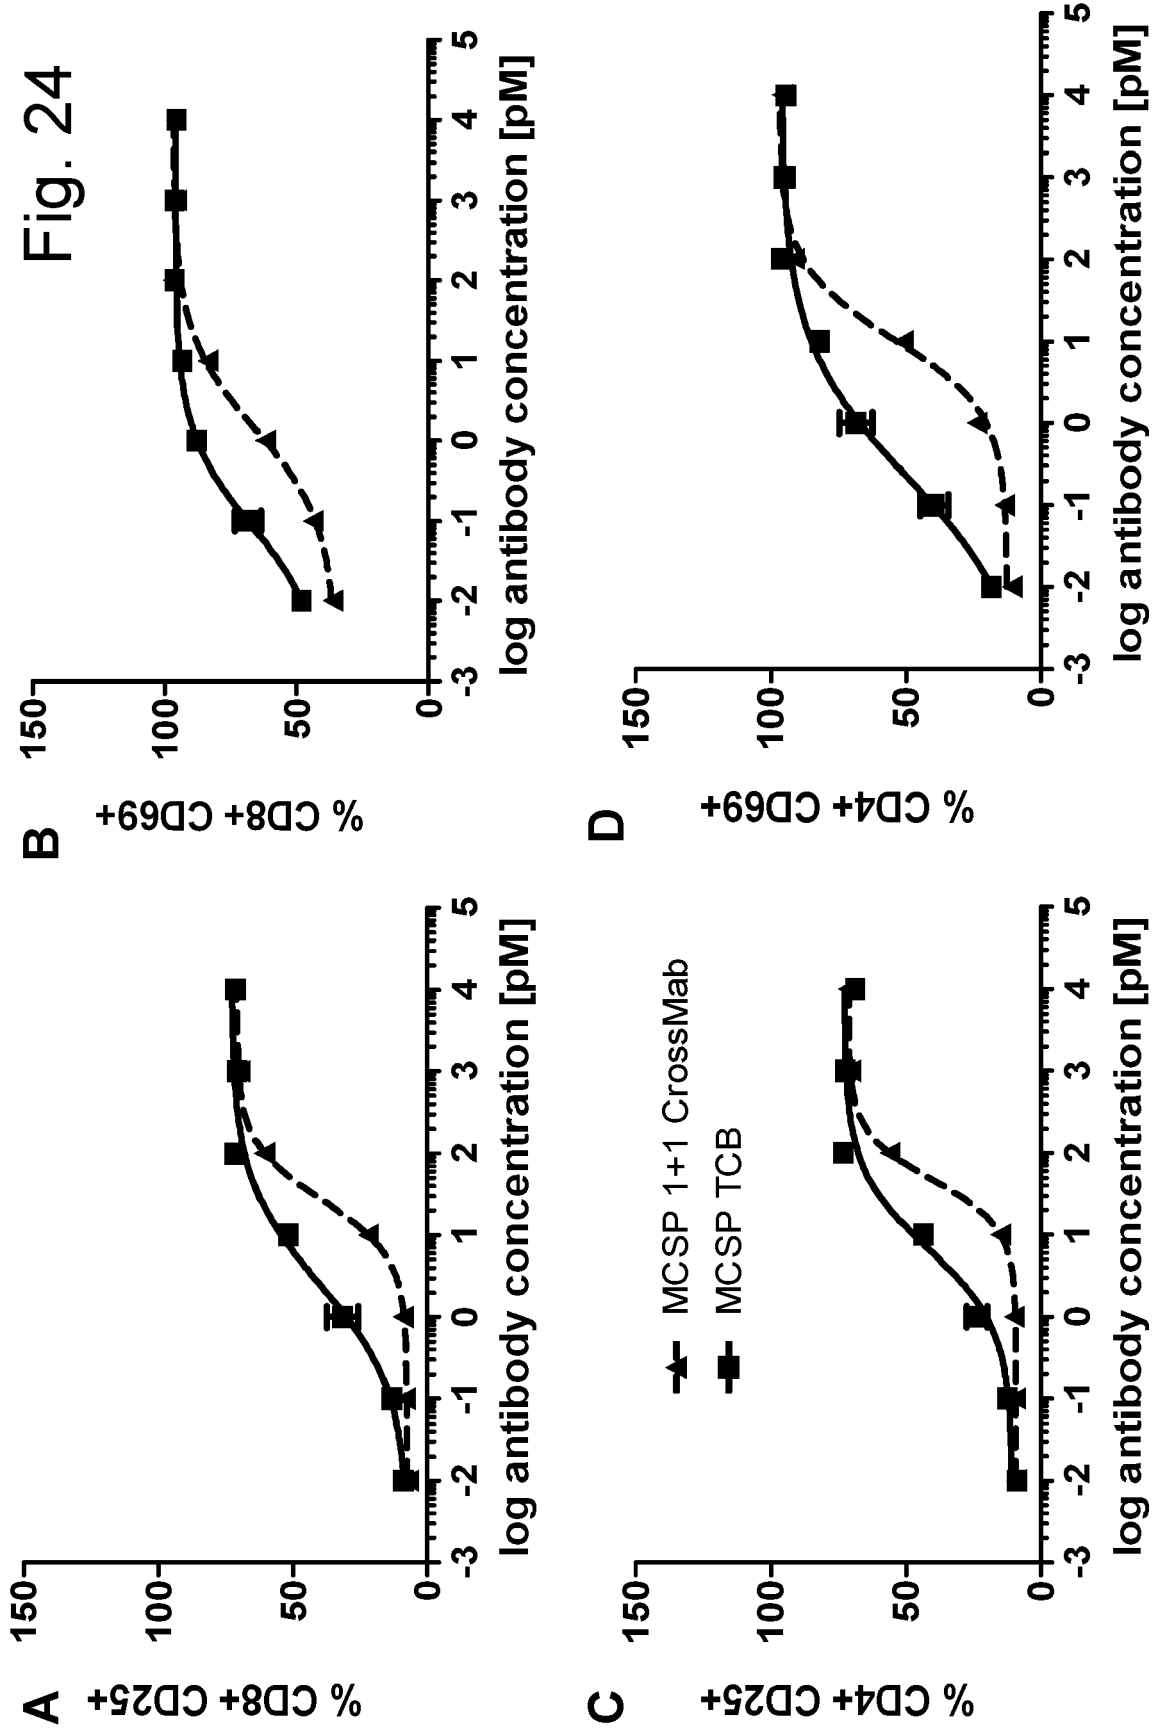 Fig. 24
A
% CD8+ CD25+
150
100
50
0
-3 -2 -1 0 1 2 3 4 5
log antibody concentration [pM]
B
% CD8+ CD69+
150
100
50
0
-3 -2 -1 0 1 2 3 4 5
log antibody concentration [pM]
C
% CD4+ CD25+
150
100
50
0
-3 -2 -1 0 1 2 3 4 5
log antibody concentration [pM]
MCSP 1+1 CrossMab
MCSP TCB
D
% CD4+ CD69+
150
100
50
0
-3 -2 -1 0 1 2 3 4 5
log antibody concentration [pM]